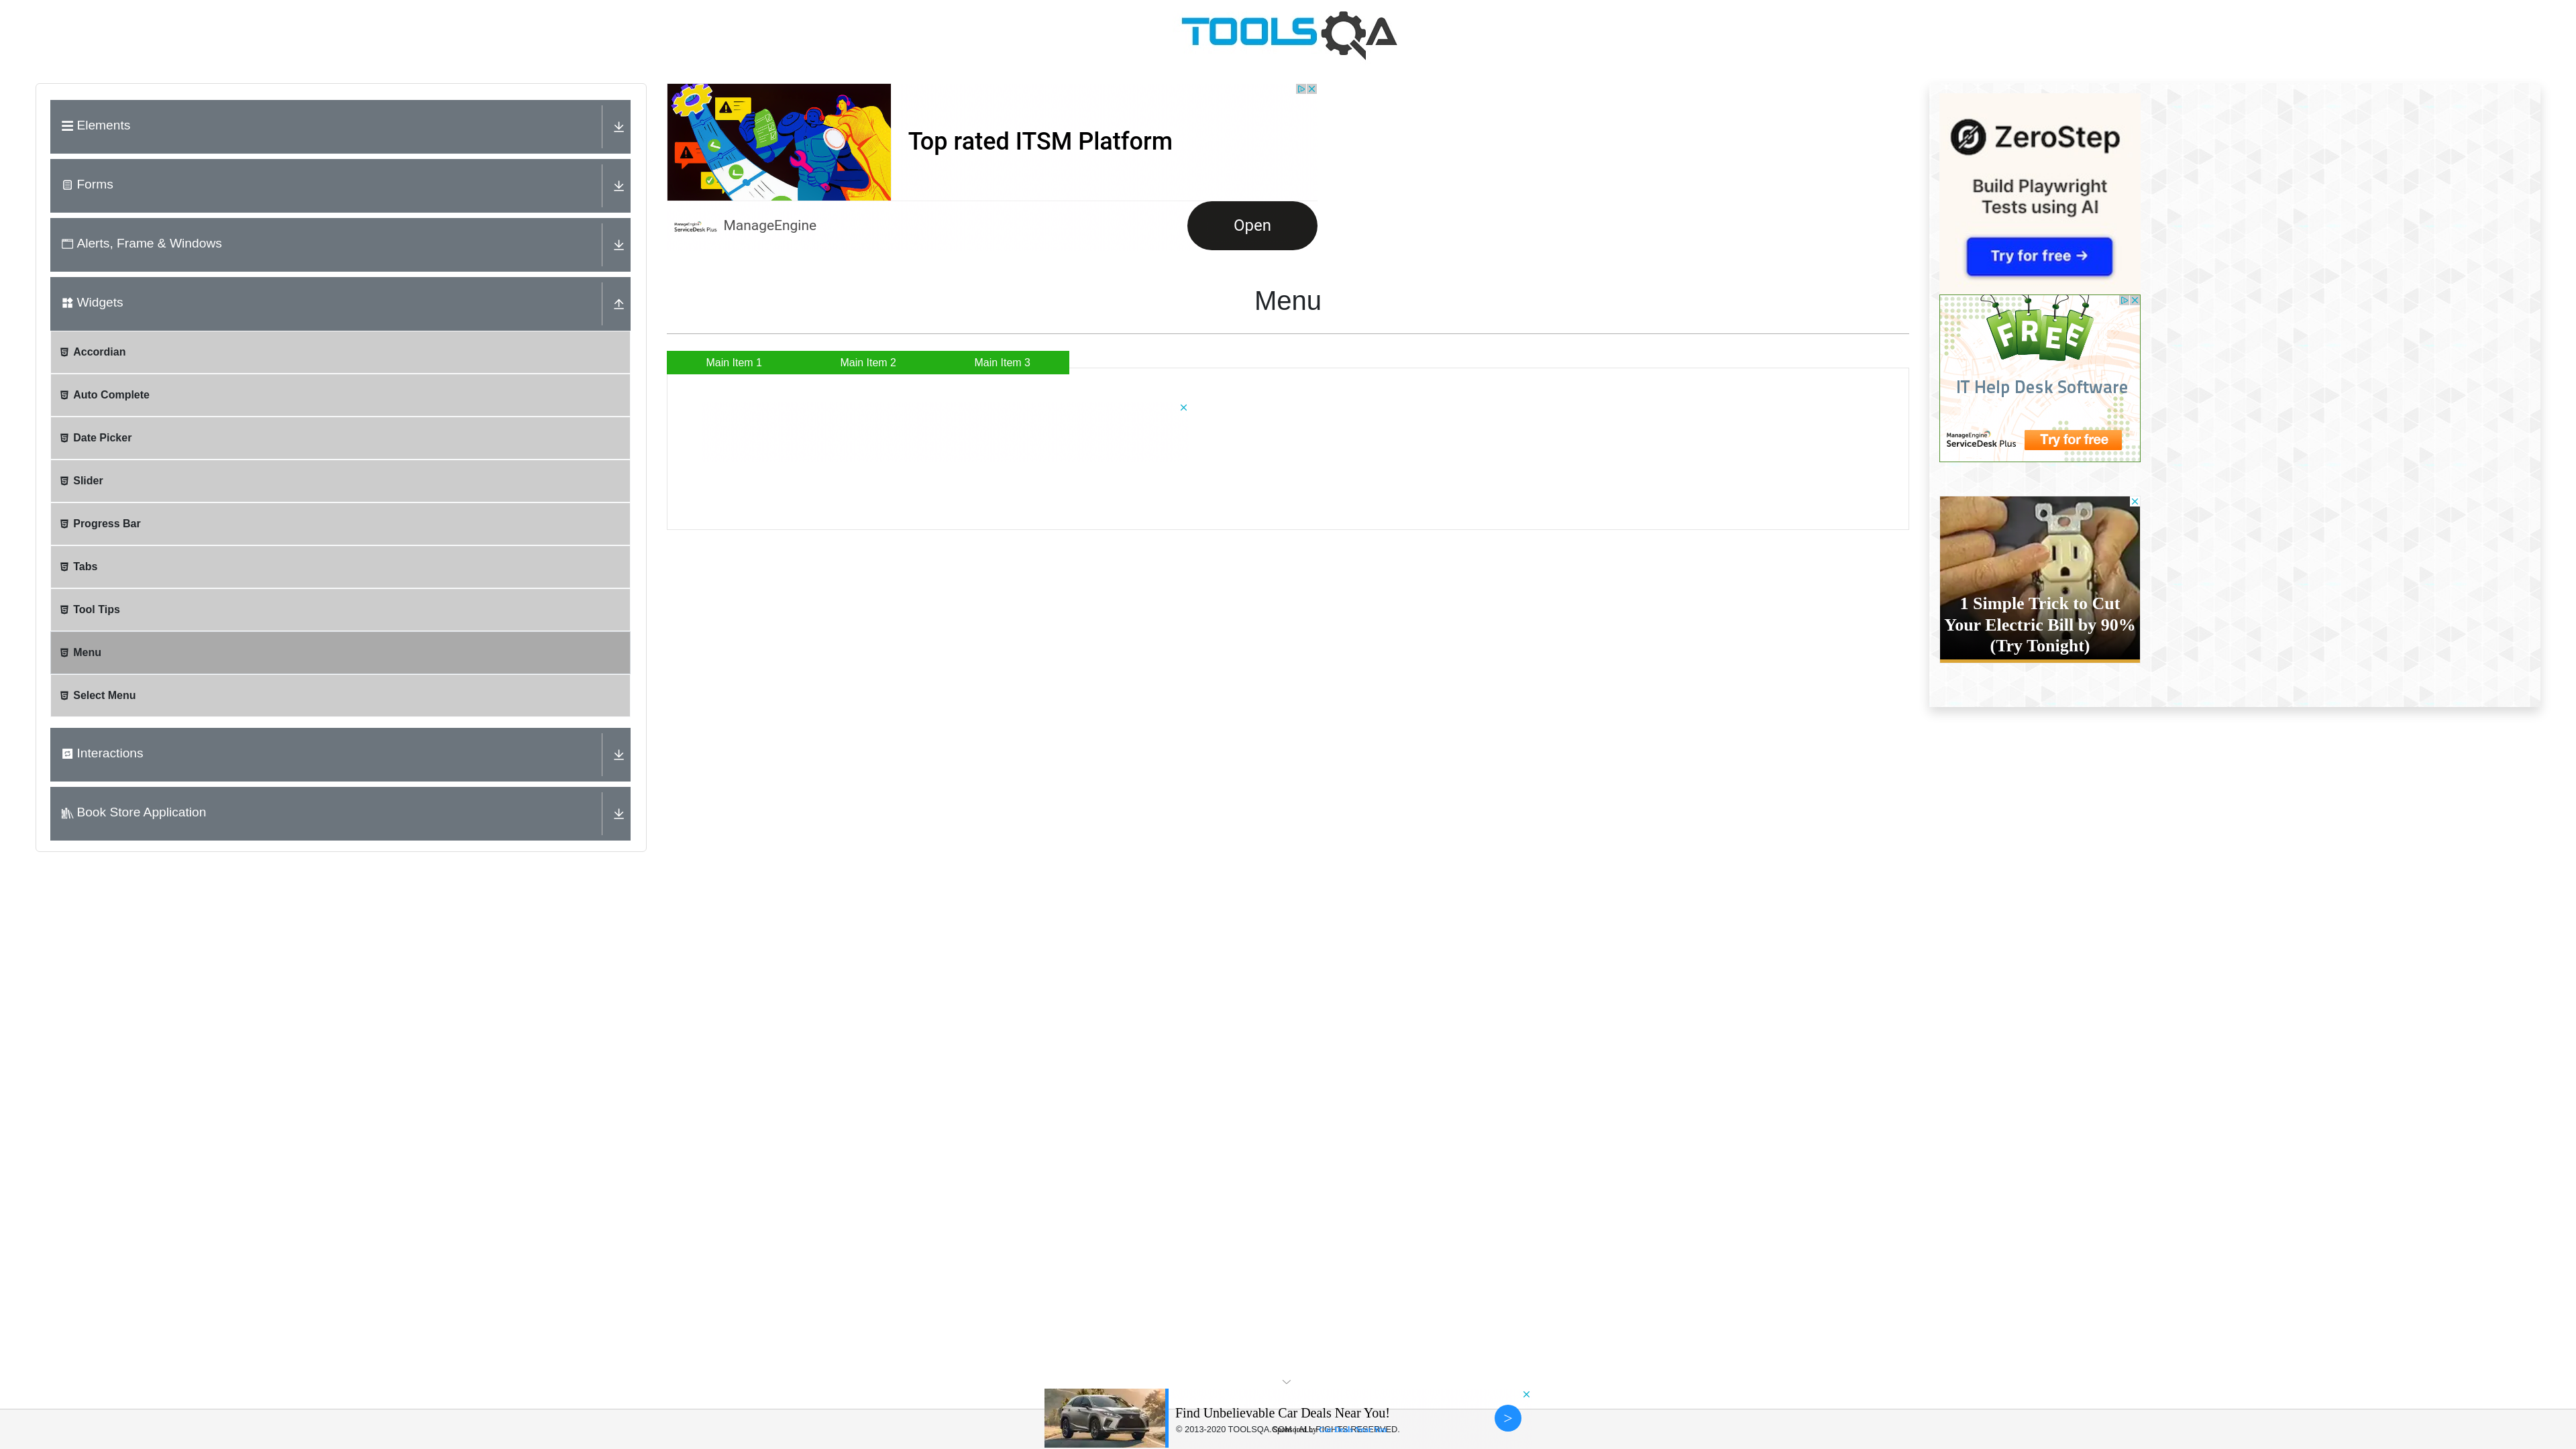 TOOLSQA
Elements
Forms
Alerts, Frame & Windows
Widgets
Accordian
Auto Complete
Date Picker
Slider
Progress Bar
Tabs
Tool Tips
Menu
Select Menu
Interactions
Book Store Application
Top rated ITSM Platform
ManageEngine
ServiceDesk Plus
ManageEngine
Open
Menu
Main Item 1
Main Item 2
Main Item 3
ZeroStep
Build Playwright
Tests using AI
Try for free →
FREE
IT Help Desk Software
ManageEngine
ServiceDesk Plus
Try for free
1 Simple Trick to Cut
Your Electric Bill by 90%
(Try Tonight)
Find Unbelievable Car Deals Near You!
© 2013-2020 TOOLSQA.COM | ALL RIGHTS RESERVED.